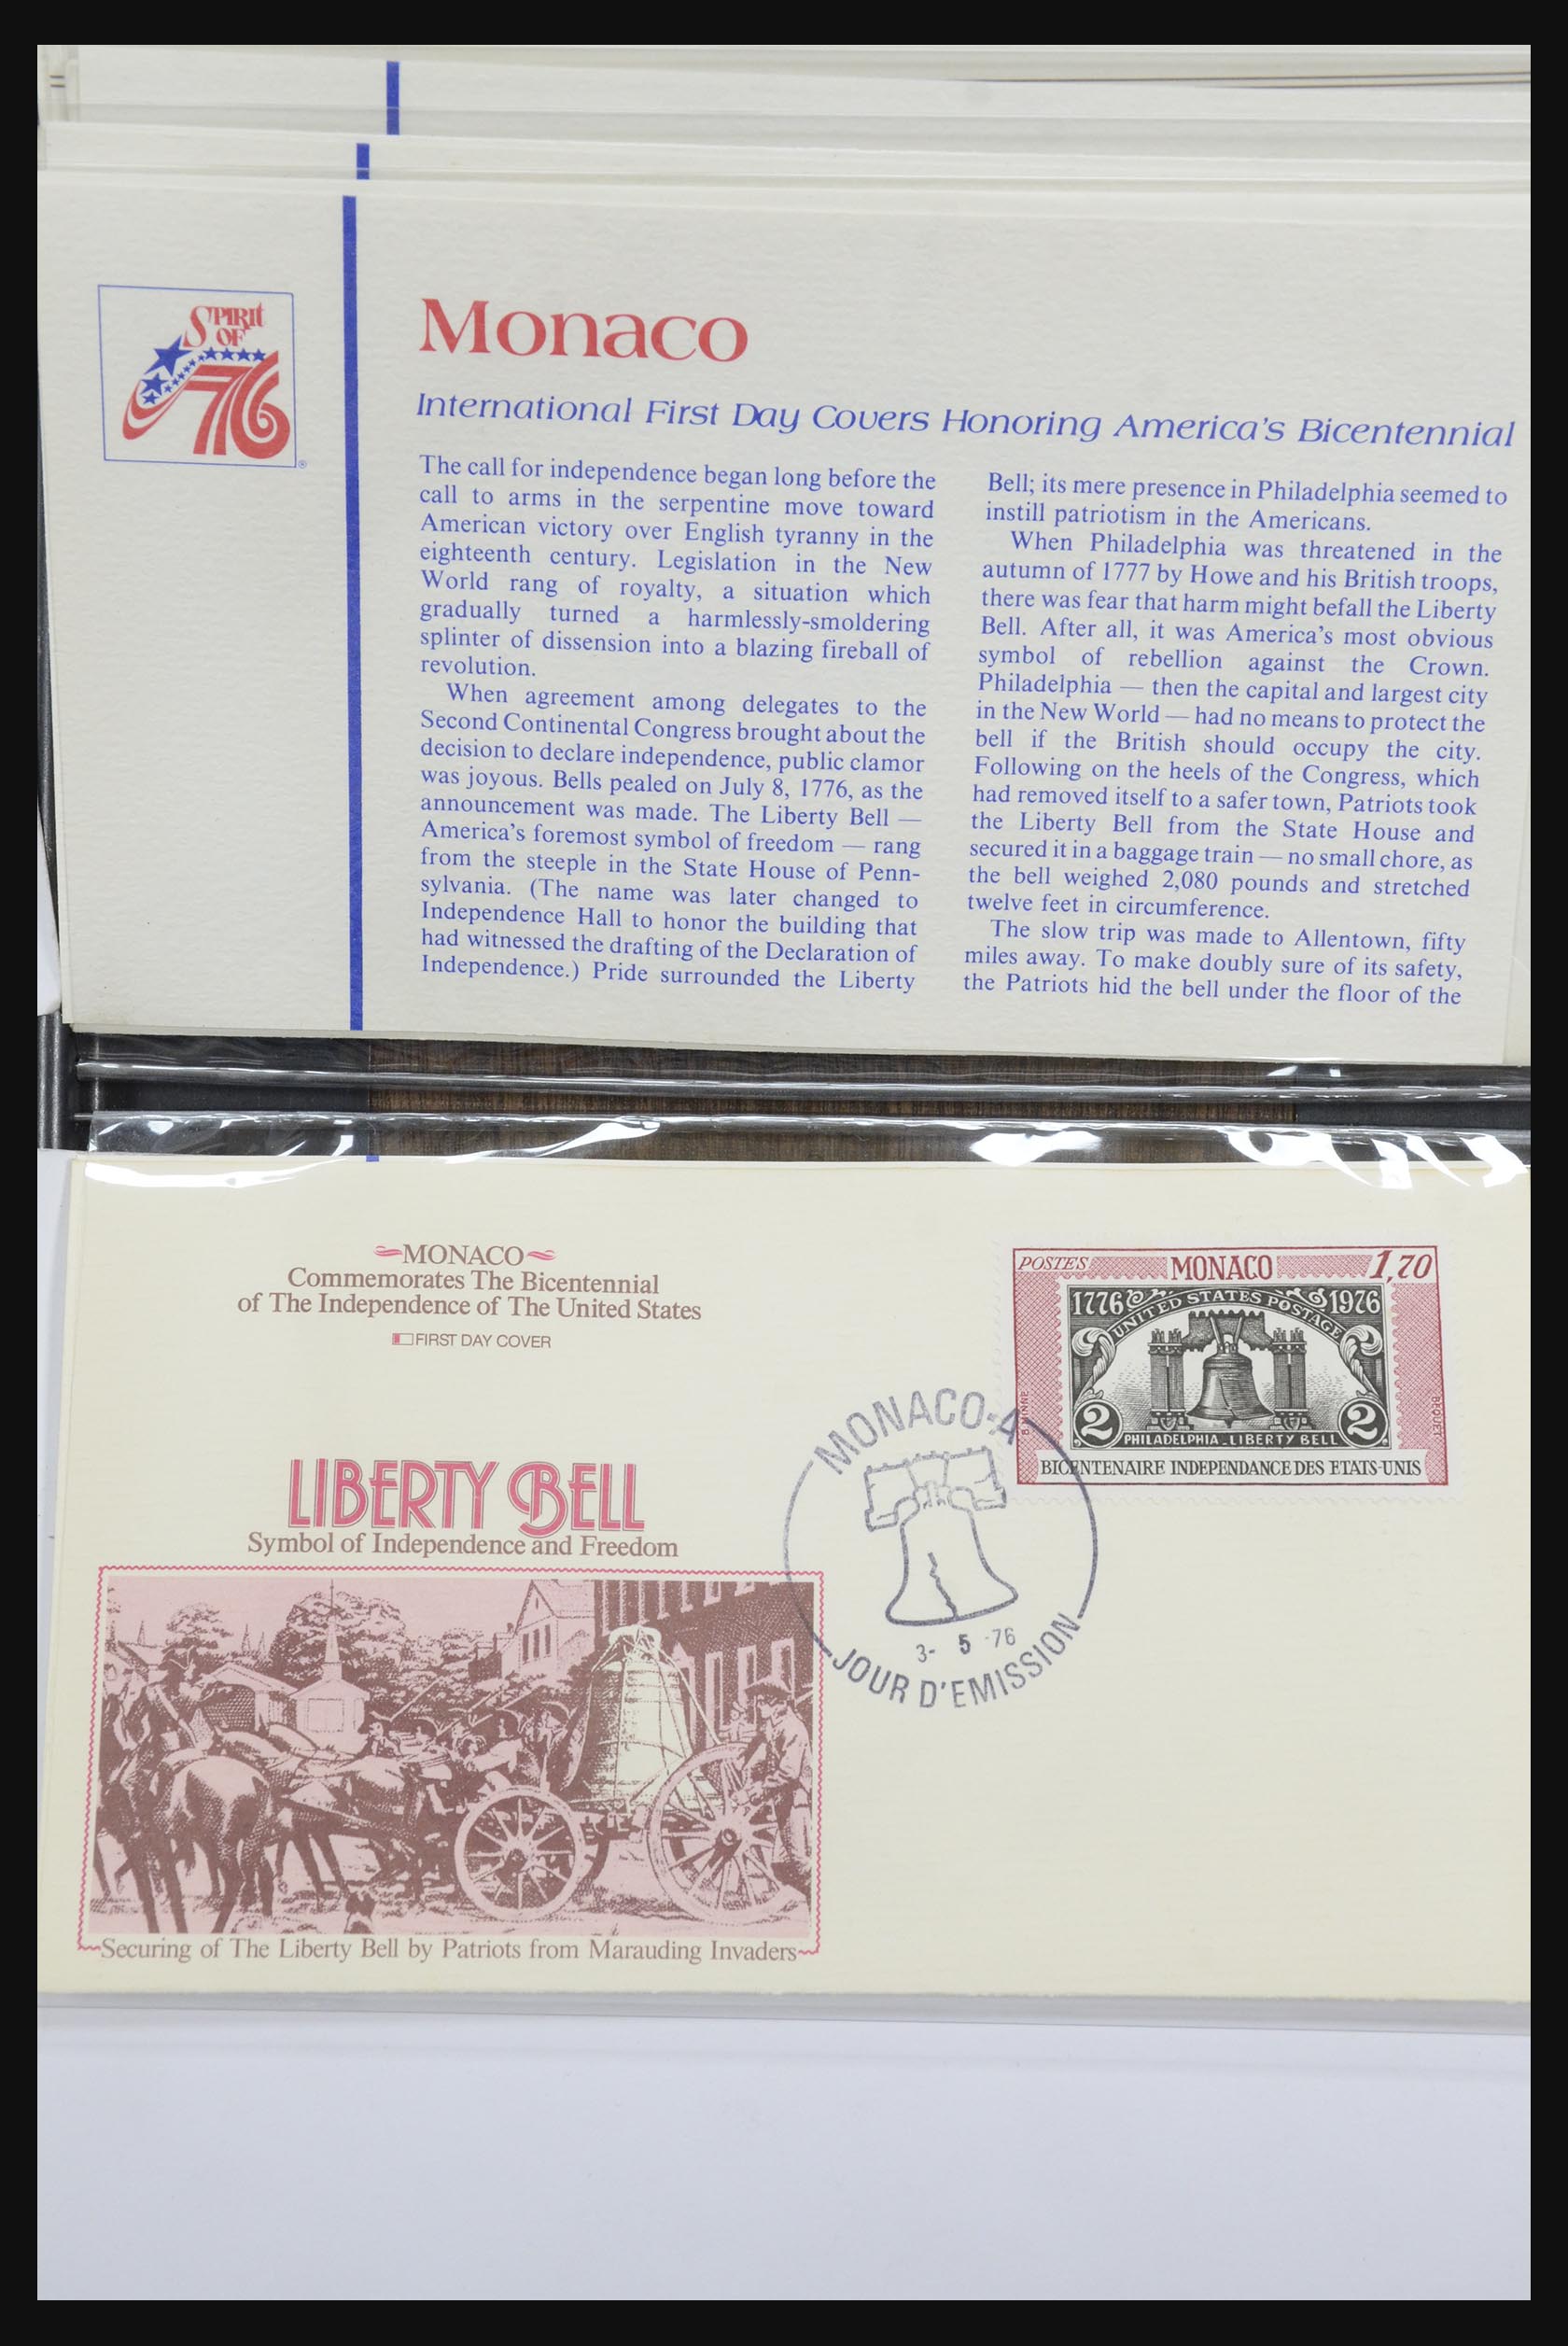 SPIRIT
OF
76
®
Monaco
International First Day Covers Honoring America's Bicentennial
The call for independence began long before the
call to arms in the serpentine move toward
American victory over English tyranny in the
eighteenth century. Legislation in the New
World rang of royalty, a situation which
gradually turned a harmlessly-smoldering
splinter of dissension into a blazing fireball of
revolution.
When agreement among delegates to the
Second Continental Congress brought about the
decision to declare independence, public clamor
was joyous. Bells pealed on July 8, 1776, as the
announcement was made. The Liberty Bell —
America's foremost symbol of freedom — rang
from the steeple in the State House of Penn-
sylvania. (The name was later changed to
Independence Hall to honor the building that
had witnessed the drafting of the Declaration of
Independence.) Pride surrounded the Liberty
Bell; its mere presence in Philadelphia seemed to
instill patriotism in the Americans.
When Philadelphia was threatened in the
autumn of 1777 by Howe and his British troops,
there was fear that harm might befall the Liberty
Bell. After all, it was America's most obvious
symbol of rebellion against the Crown.
Philadelphia — then the capital and largest city
in the New World — had no means to protect the
bell if the British should occupy the city.
Following on the heels of the Congress, which
had removed itself to a safer town, Patriots took
the Liberty Bell from the State House and
secured it in a baggage train — no small chore, as
the bell weighed 2,080 pounds and stretched
twelve feet in circumference.
The slow trip was made to Allentown, fifty
miles away. To make doubly sure of its safety,
the Patriots hid the bell under the floor of the
MONACO
Commemorates The Bicentennial
of The Independence of The United States
FIRST DAY COVER
POSTES MONACO 1,70
1776 1976
UNITED STATES POSTAGE
2 2
PHILADELPHIA_LIBERTY BELL
BEQUET
BICENTENAIRE INDEPENDANCE DES ETATS-UNIS
MONACO-A
3- 5 -76
JOUR D'EMISSION
LIBERTY BELL
Symbol of Independence and Freedom
Securing of The Liberty Bell by Patriots from Marauding Invaders